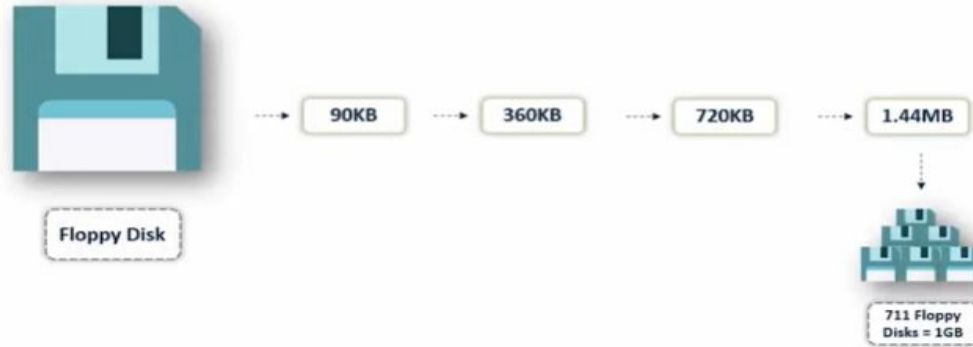 90KB
360KB
720KB
1.44MB
Floppy Disk
711 Floppy
Disks = 1GB